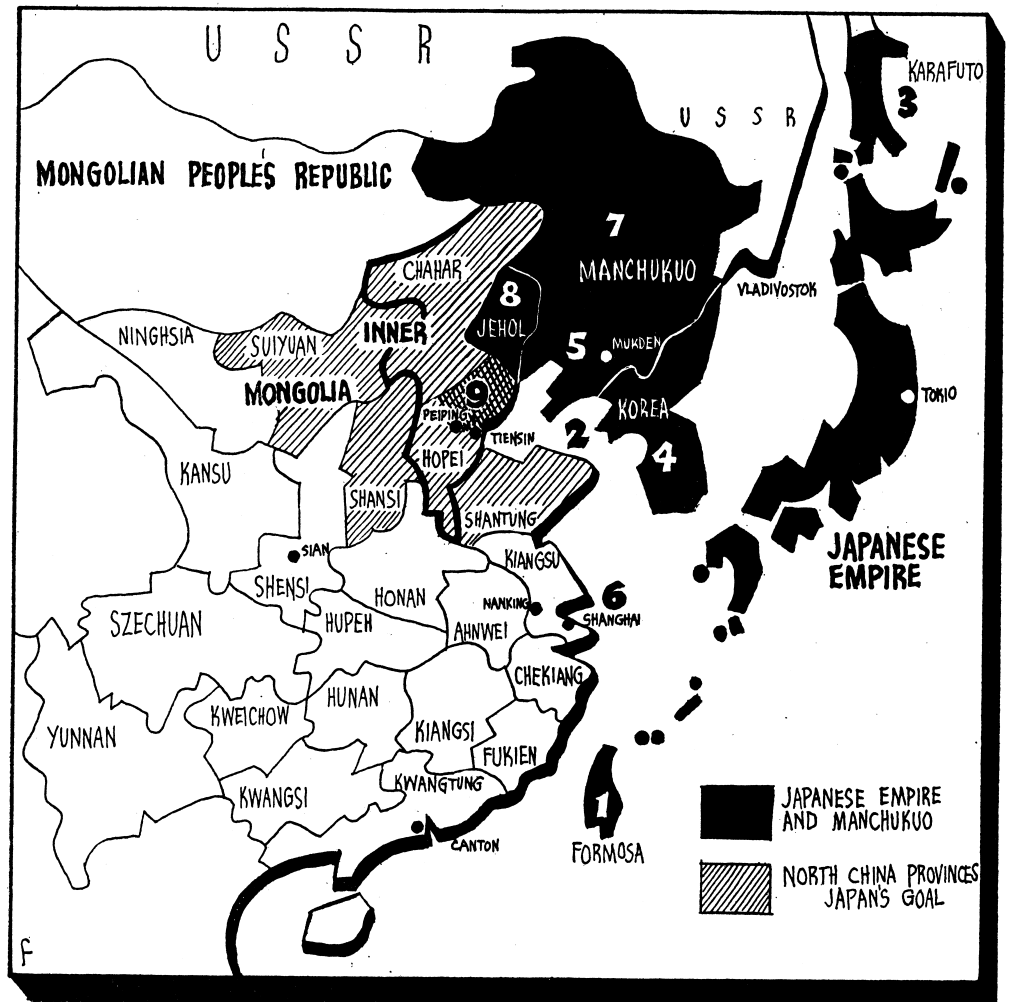 U S S R
KARAFUTO
3
U S S R
MONGOLIAN PEOPLE'S REPUBLIC
7
MANCHUKUO
CHAHAR
8
JEHOL
VLADIVOSTOK
NINGHSIA
SUIYUAN
INNER
MONGOLIA
5
MUKDEN
9
PEIPING
TIENSIN
KOREA
TOKIO
2
4
HOPEI
KANSU
SHANSI
SHANTUNG
SIAN
KIANGSU
JAPANESE
EMPIRE
SHENSI
HONAN
NANKING
6
SHANGHAI
SZECHUAN
HUPEH
AHNWEI
CHEKIANG
HUNAN
KWEICHOW
YUNNAN
KIANGSI
FUKIEN
KWANGSI
KWANGTUNG
CANTON
1
FORMOSA
JAPANESE EMPIRE
AND MANCHUKUO
NORTH CHINA PROVINCES
JAPAN'S GOAL
F